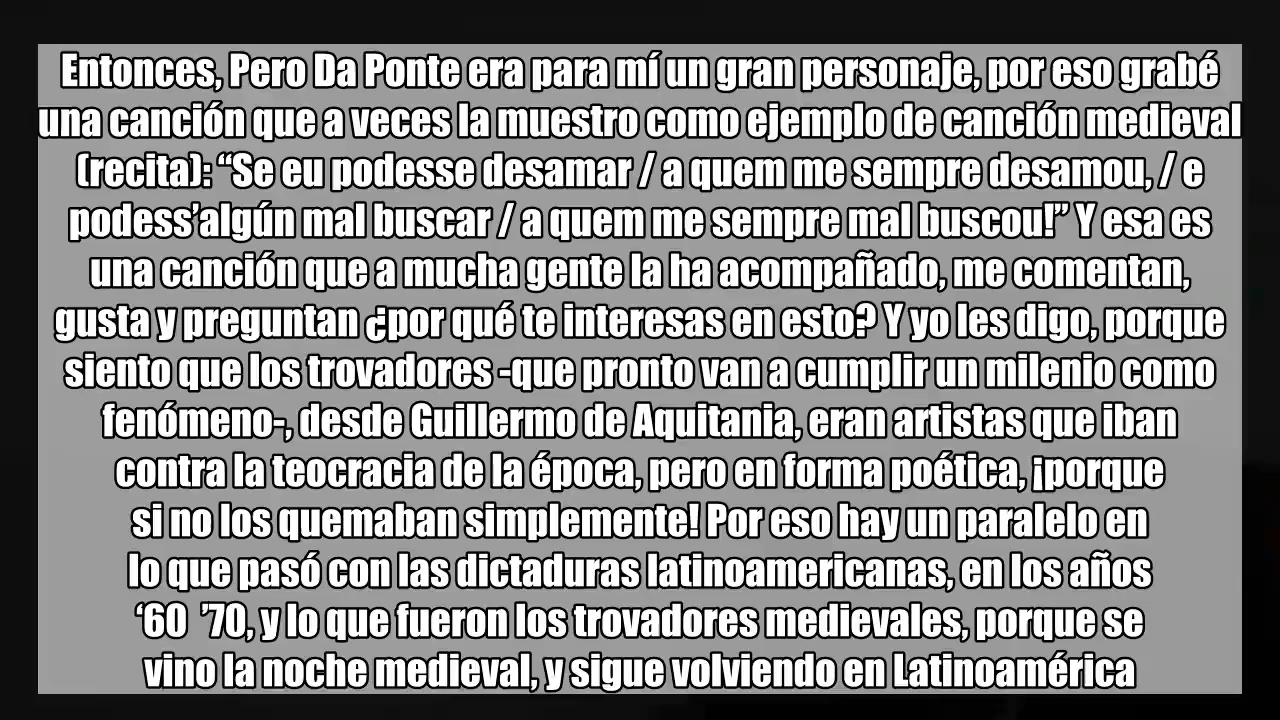 Entonces, Pero Da Ponte era para mí un gran personaje, por eso grabé
una canción que a veces la muestro como ejemplo de canción medieval
(recita): “Se eu podesse desamar / a quem me sempre desamou, / e
podess’algún mal buscar / a quem me sempre mal buscou!” Y esa es
una canción que a mucha gente la ha acompañado, me comentan,
gusta y preguntan ¿por qué te interesas en esto? Y yo les digo, porque
siento que los trovadores -que pronto van a cumplir un milenio como
fenómeno-, desde Guillermo de Aquitania, eran artistas que iban
contra la teocracia de la época, pero en forma poética, ¡porque
si no los quemaban simplemente! Por eso hay un paralelo en
lo que pasó con las dictaduras latinoamericanas, en los años
‘60  ’70, y lo que fueron los trovadores medievales, porque se
vino la noche medieval, y sigue volviendo en Latinoamérica